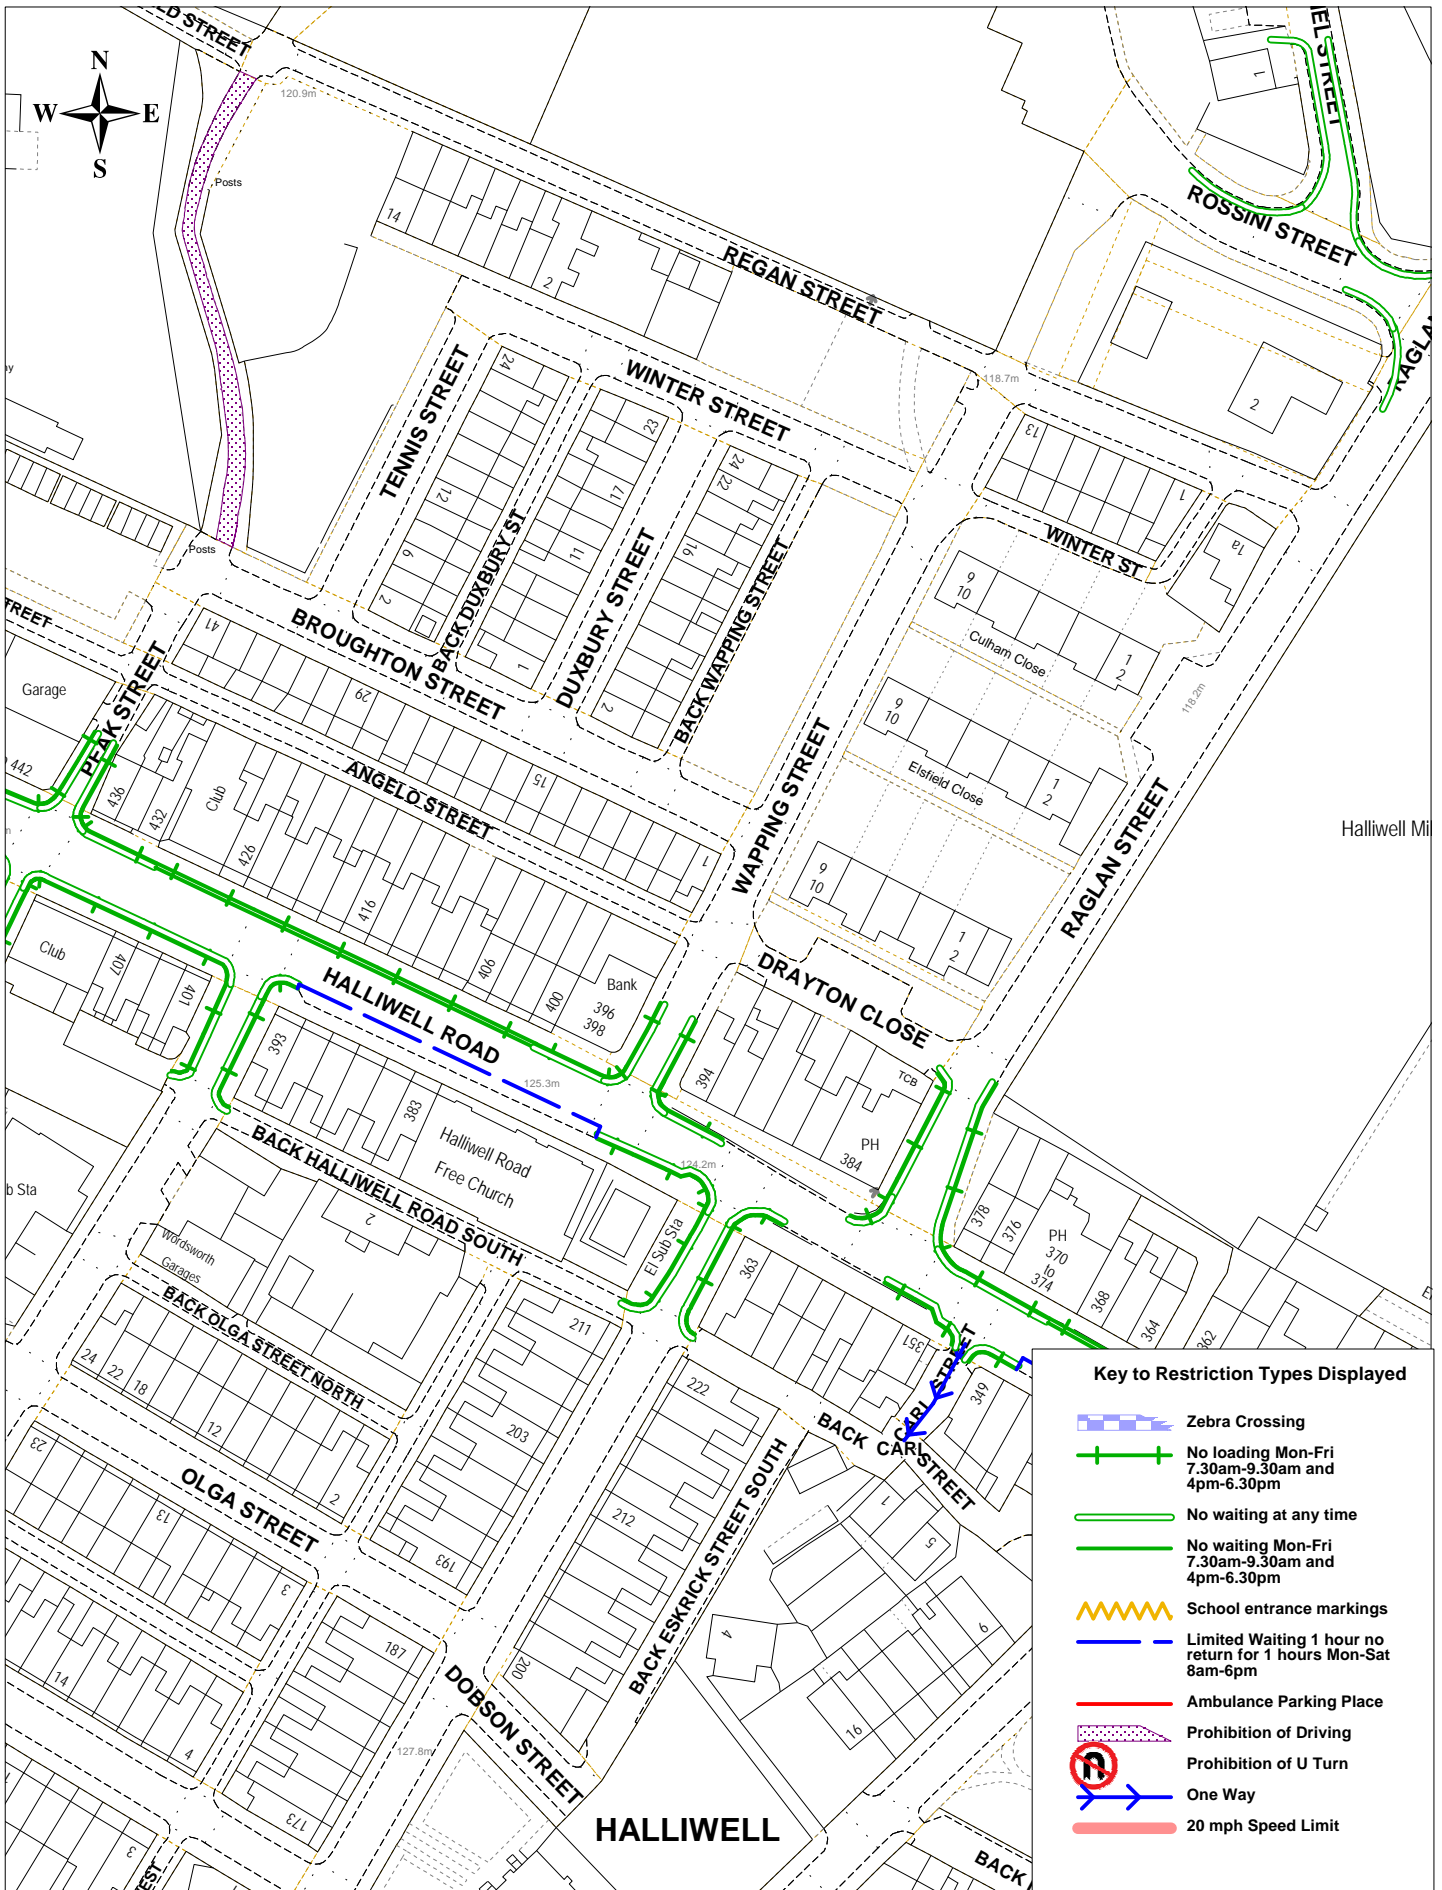 N
W E
S
120.9m
Posts
14
2
REGAN STREET
1
ROSSINI STREET
118.7m
2
TENNIS STREET
24
WINTER STREET
23
24
22
13
1
12
17
6
11
16
2
BACK DUXBURY ST
DUXBURY STREET
BACK WAPPING STREET
WINTER ST
1a
Posts
9
10
Culham Close
1
2
41
BROUGHTON STREET
1
2
PEAK STREET
Garage
29
118.2m
9
10
Elsfield Close
1
2
442
436
432
Club
426
ANGELO STREET
15
WAPPING STREET
RAGLAN STREET
Halliwell Mil
1
416
9
10
1
2
406
400
Bank
396
398
Club
407
401
HALLIWELL ROAD
DRAYTON CLOSE
393
383
125.3m
394
TCB
PH
384
BACK HALLIWELL ROAD SOUTH
Halliwell Road
Free Church
124.2m
b Sta
2
Wordsworth
Garages
El Sub Sta
363
378
376
PH
370
to
374
368
364
362
BACK OLGA STREET NORTH
211
351
CARL STREET
349
24
22
18
12
2
222
203
BACK
CARL
STREET
23
OLGA STREET
13
3
193
212
BACK ESKRICK STREET SOUTH
1
5
14
4
187
200
DOBSON STREET
4
6
16
127.8m
173
3
HALLIWELL
Key to Restriction Types Displayed
Zebra Crossing
No loading Mon-Fri
7.30am-9.30am and
4pm-6.30pm
No waiting at any time
No waiting Mon-Fri
7.30am-9.30am and
4pm-6.30pm
School entrance markings
Limited Waiting 1 hour no
return for 1 hours Mon-Sat
8am-6pm
Ambulance Parking Place
Prohibition of Driving
Prohibition of U Turn
One Way
20 mph Speed Limit